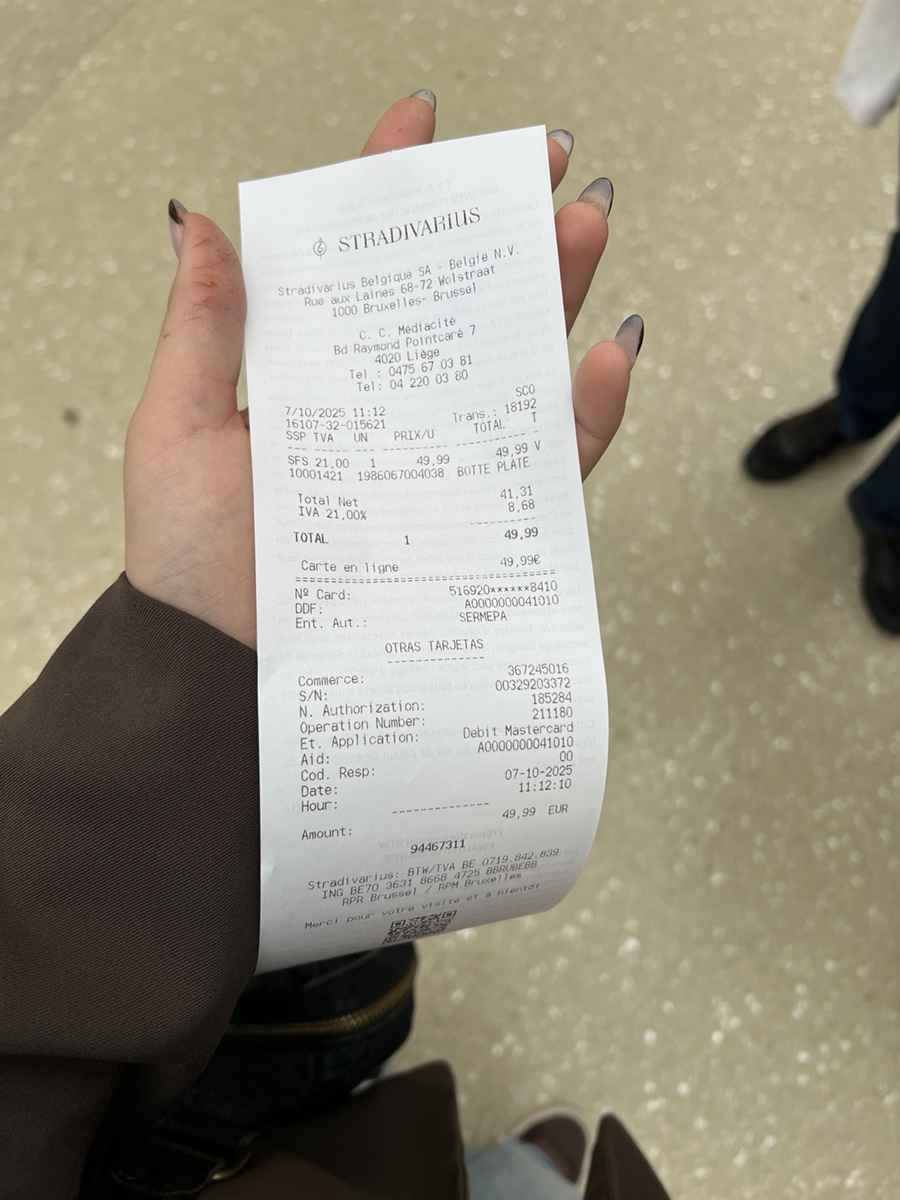 STRADIVARIUS
Stradivarius Belgique SA - België N.V.
Rue aux Laines 68-72 Wolstraat
1000 Bruxelles- Brussel
C. C. Médiacité
Bd Raymond Pointcaré 7
4020 Liège
Tel : 0475 67 03 81
Tel: 04 220 03 80
SCO
7/10/2025 11:12
16107-32-015621 Trans.: 18192
SSP TVA UN PRIX/U TOTAL T
SFS 21,00 1 49,99 49,99 V
10001421 1986067004038 BOTTE PLATE
Total Net 41,31
IVA 21,00% 8,68
TOTAL 1 49,99
Carte en ligne 49,99€
Nº Card: 516920******8410
DDF: A0000000041010
Ent. Aut.: SERMEPA
OTRAS TARJETAS
Commerce: 367245016
S/N: 00329203372
N. Authorization: 185284
Operation Number: 211180
Et. Application: Debit Mastercard
Aid: A0000000041010
Cod. Resp: 00
Date: 07-10-2025
Hour: 11:12:10
Amount: 49,99 EUR
94467311
Stradivarius: BTW/TVA BE 0719.842.839
ING BE70 3631 8668 4725 BBRUBEBB
RPR Brussel / RPM Bruxelles
Merci pour votre visite et à bientôt